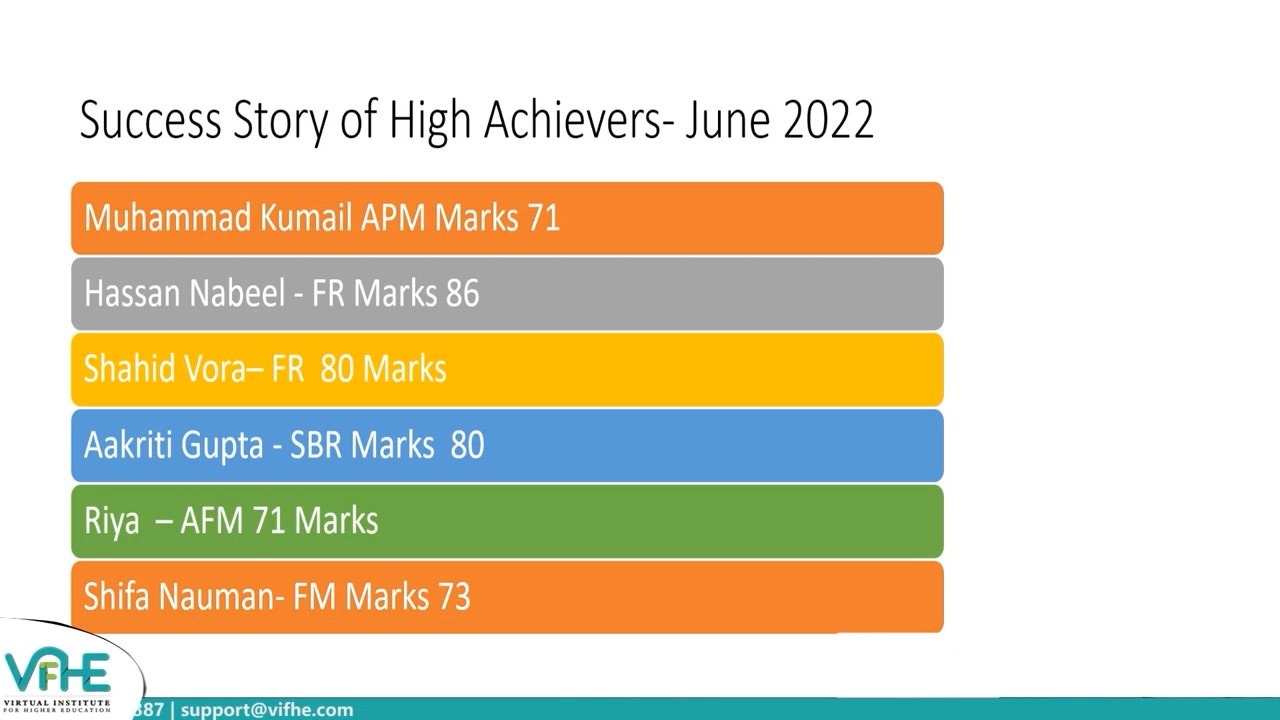 Success Story of High Achievers- June 2022
Muhammad Kumail APM Marks 71
Hassan Nabeel - FR Marks 86
Shahid Vora– FR  80 Marks
Aakriti Gupta - SBR Marks  80
Riya  – AFM 71 Marks
Shifa Nauman- FM Marks 73
VIFHE
VIRTUAL INSTITUTE
FOR HIGHER EDUCATION
387 | support@vifhe.com